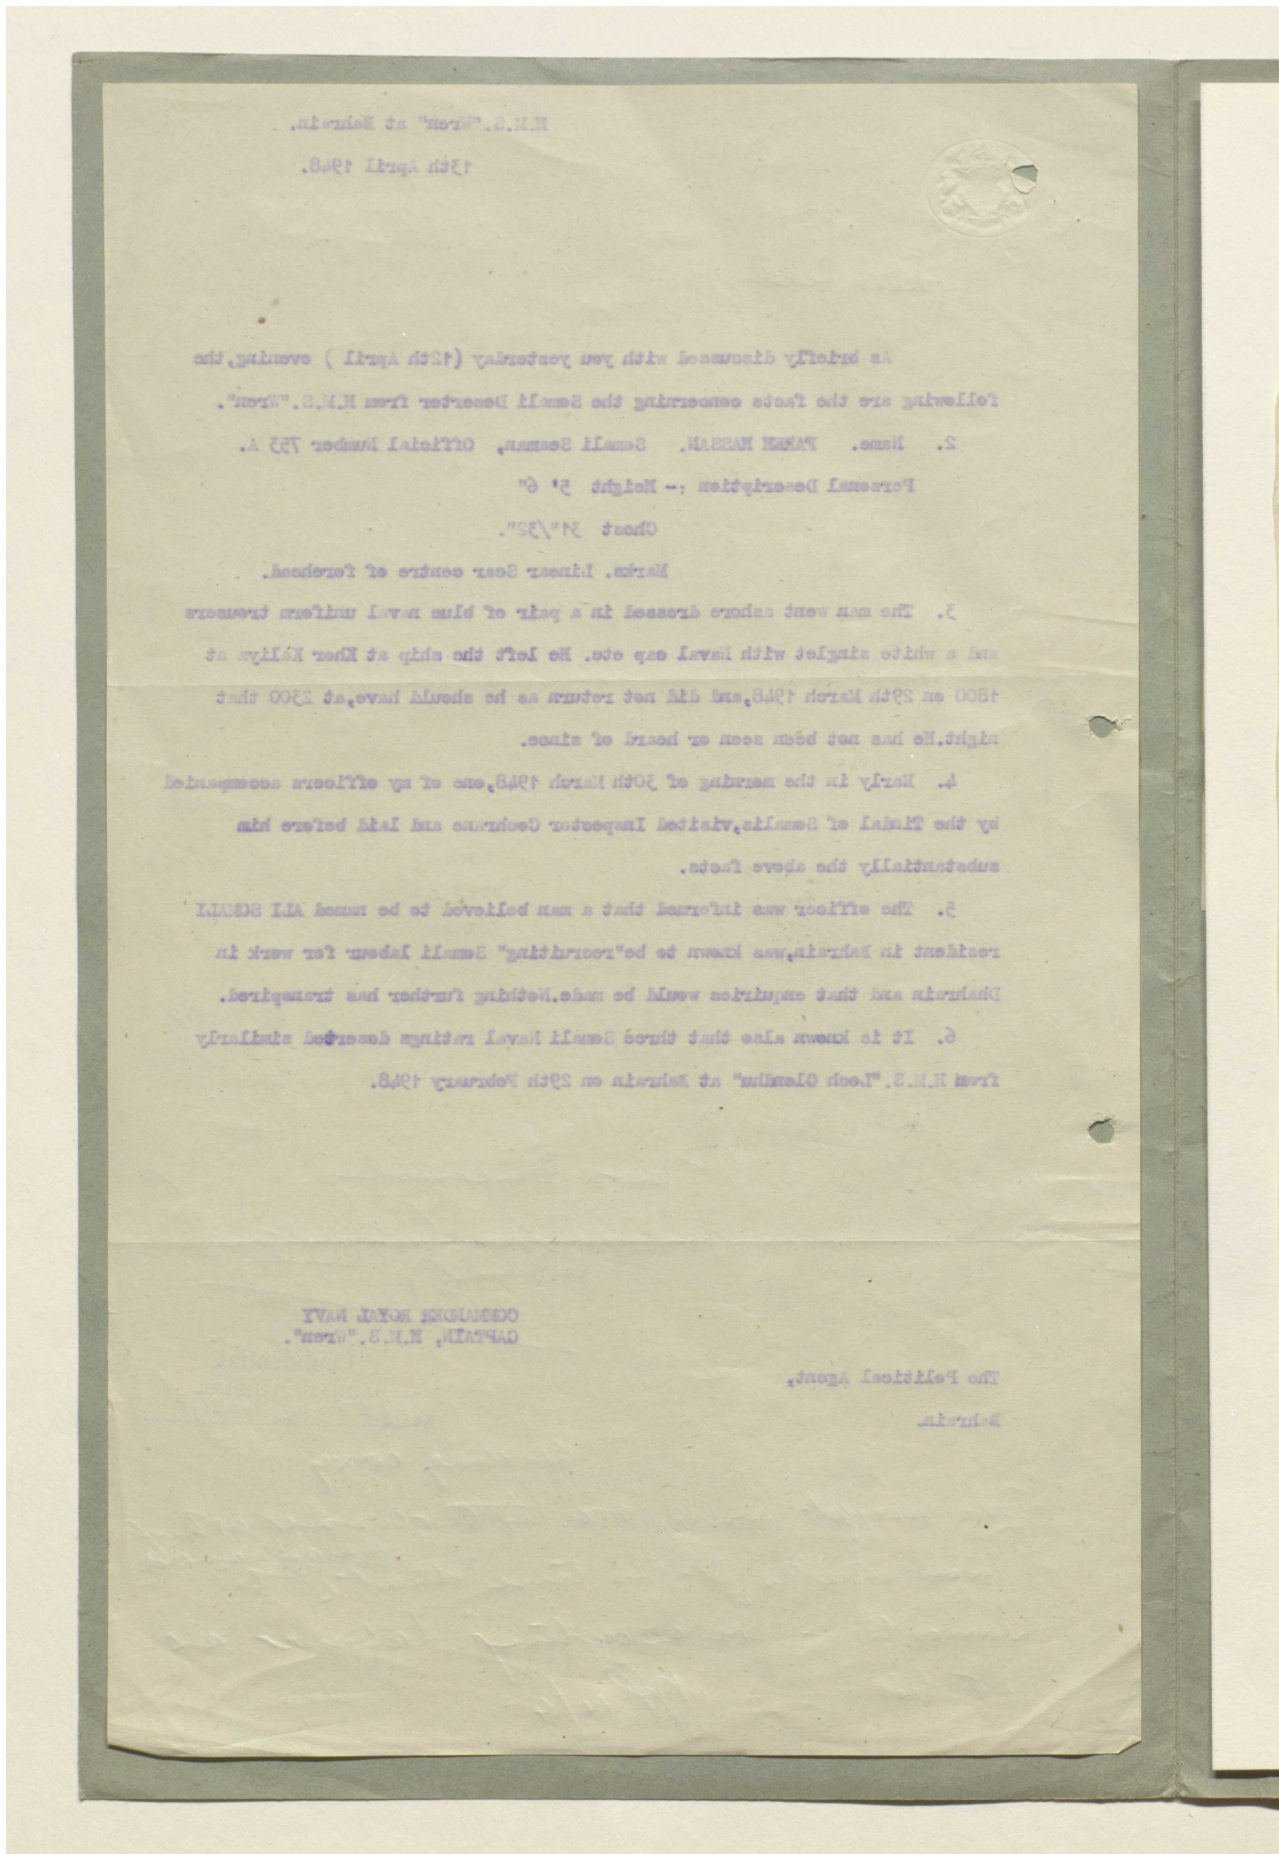 H.M.S."Wren" at Bahrain.
13th April 1948.
As briefly discussed with you yesterday (12th April ) evening,the
following are the facts concerning the Somali Deserter from H.M.S."Wren".
2. Name. FAREH HASSAN. Somali Seaman, Official Number 753 A.
Personal Description :- Height 5' 6"
Chest 31"/32".
Marks. Linear Scar centre of forehead.
3. The man went ashore dressed in a pair of blue naval uniform trousers
and a white singlet with Naval cap etc. He left the ship at Khor Kaliya at
1800 on 29th March 1948,and did not return as he should have,at 2300 that
night.He has not been seen or heard of since.
4. Early in the morning of 30th March 1948,one of my officers accompanied
by the Tindal of Somalis,visited Inspector Cochrane and laid before him
substantially the above facts.
5. The officer was informed that a man believed to be named ALI SOMALI
resident in Bahrain,was known to be"recruiting" Somali labour for work in
Dhahrain and that enquiries would be made.Nothing further has transpired.
6. It is known also that three Somali Naval ratings deserted similarly
from H.M.S."Loch Glendhu" at Bahrain on 29th February 1948.
COMMANDER ROYAL NAVY
CAPTAIN, H.M.S."Wren".
The Political Agent,
Bahrain.